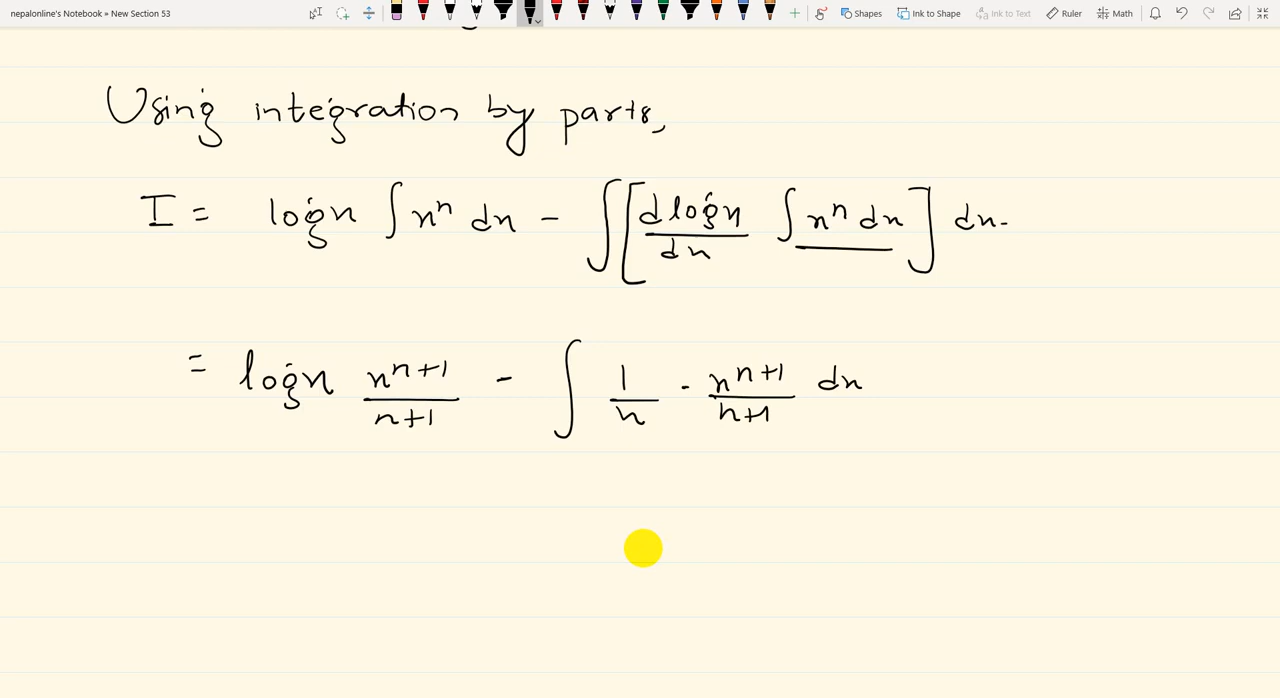 nepalonline's Notebook » New Section 53
Shapes Ink to Shape Ink to Text Ruler Math
Using integration by parts,
I = logx ∫ xⁿ dx - ∫ [ d logx / dx ∫ xⁿ dx ] dx.
= logx xⁿ⁺¹ / n+1 - ∫ 1 / x · xⁿ⁺¹ / n+1 dx